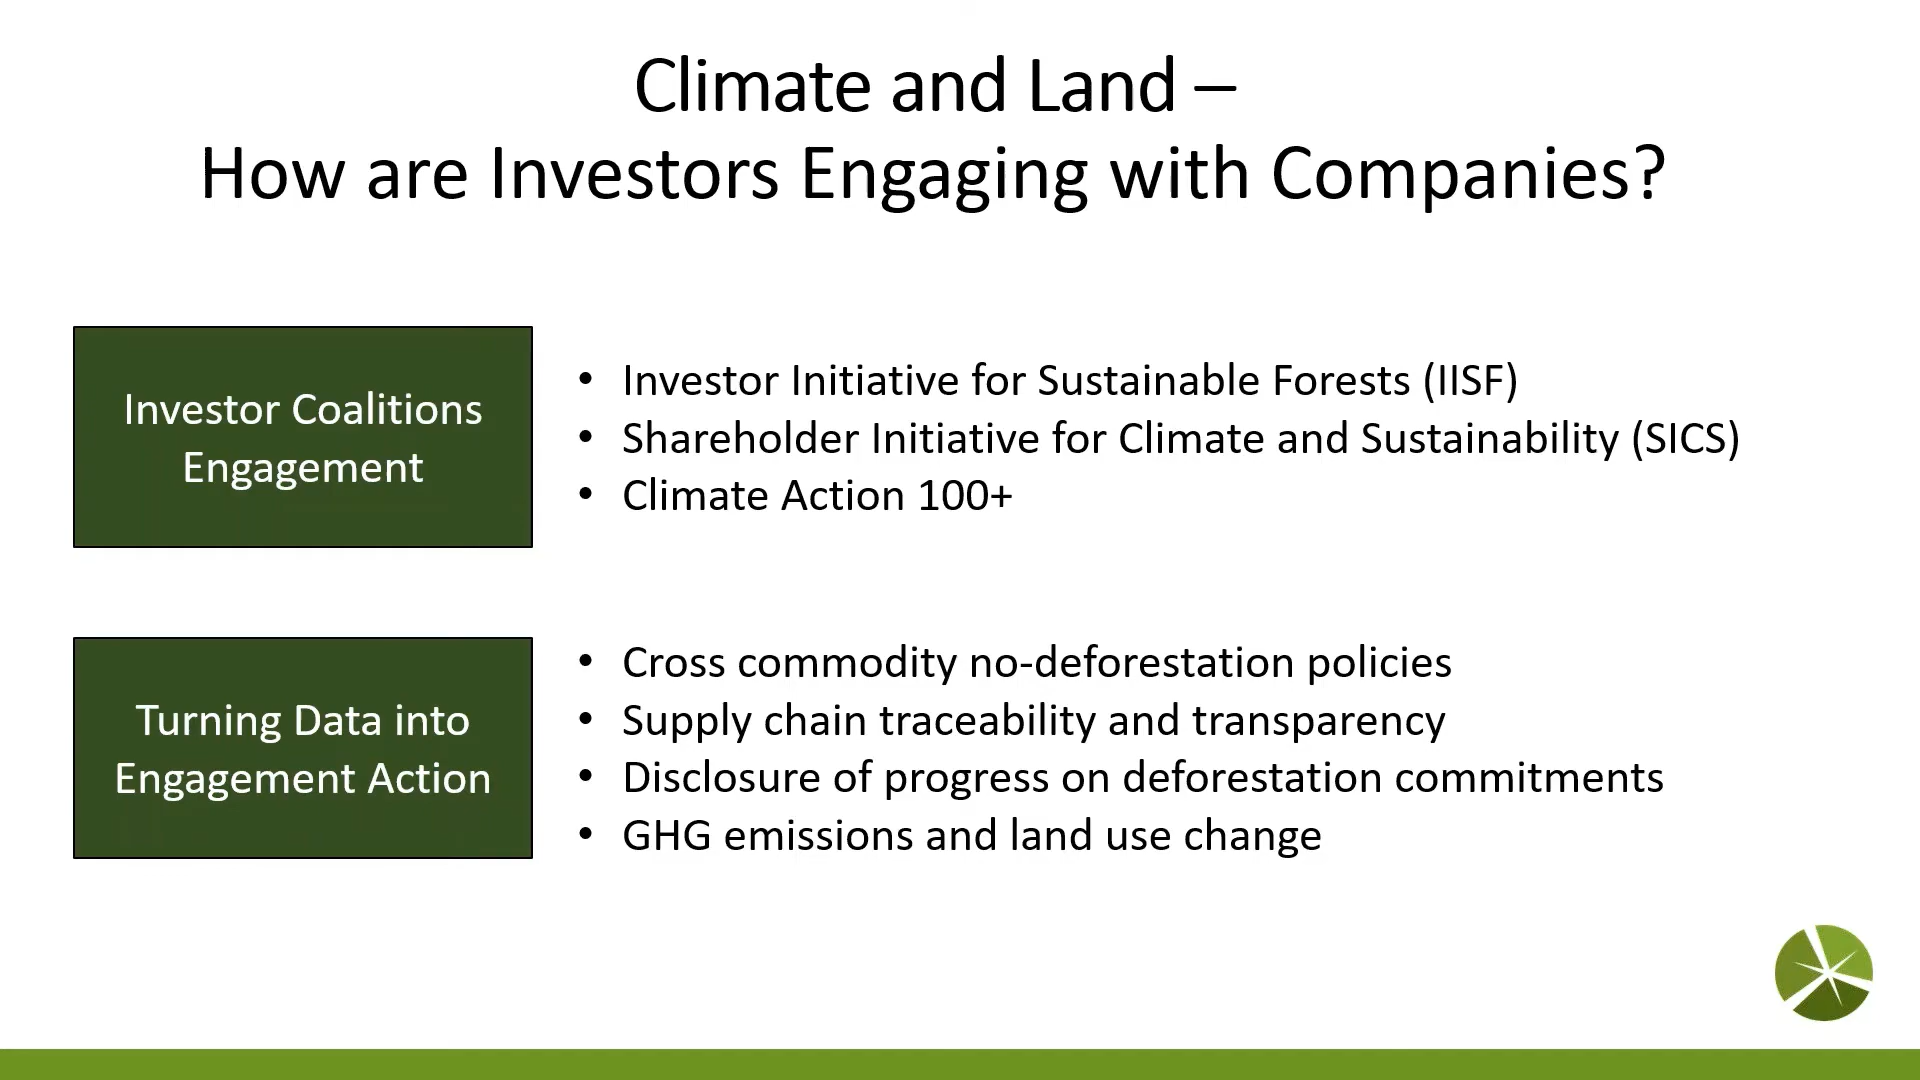 Climate and Land –
How are Investors Engaging with Companies?
Investor Coalitions
Engagement
• Investor Initiative for Sustainable Forests (IISF)
• Shareholder Initiative for Climate and Sustainability (SICS)
• Climate Action 100+
Turning Data into
Engagement Action
• Cross commodity no-deforestation policies
• Supply chain traceability and transparency
• Disclosure of progress on deforestation commitments
• GHG emissions and land use change